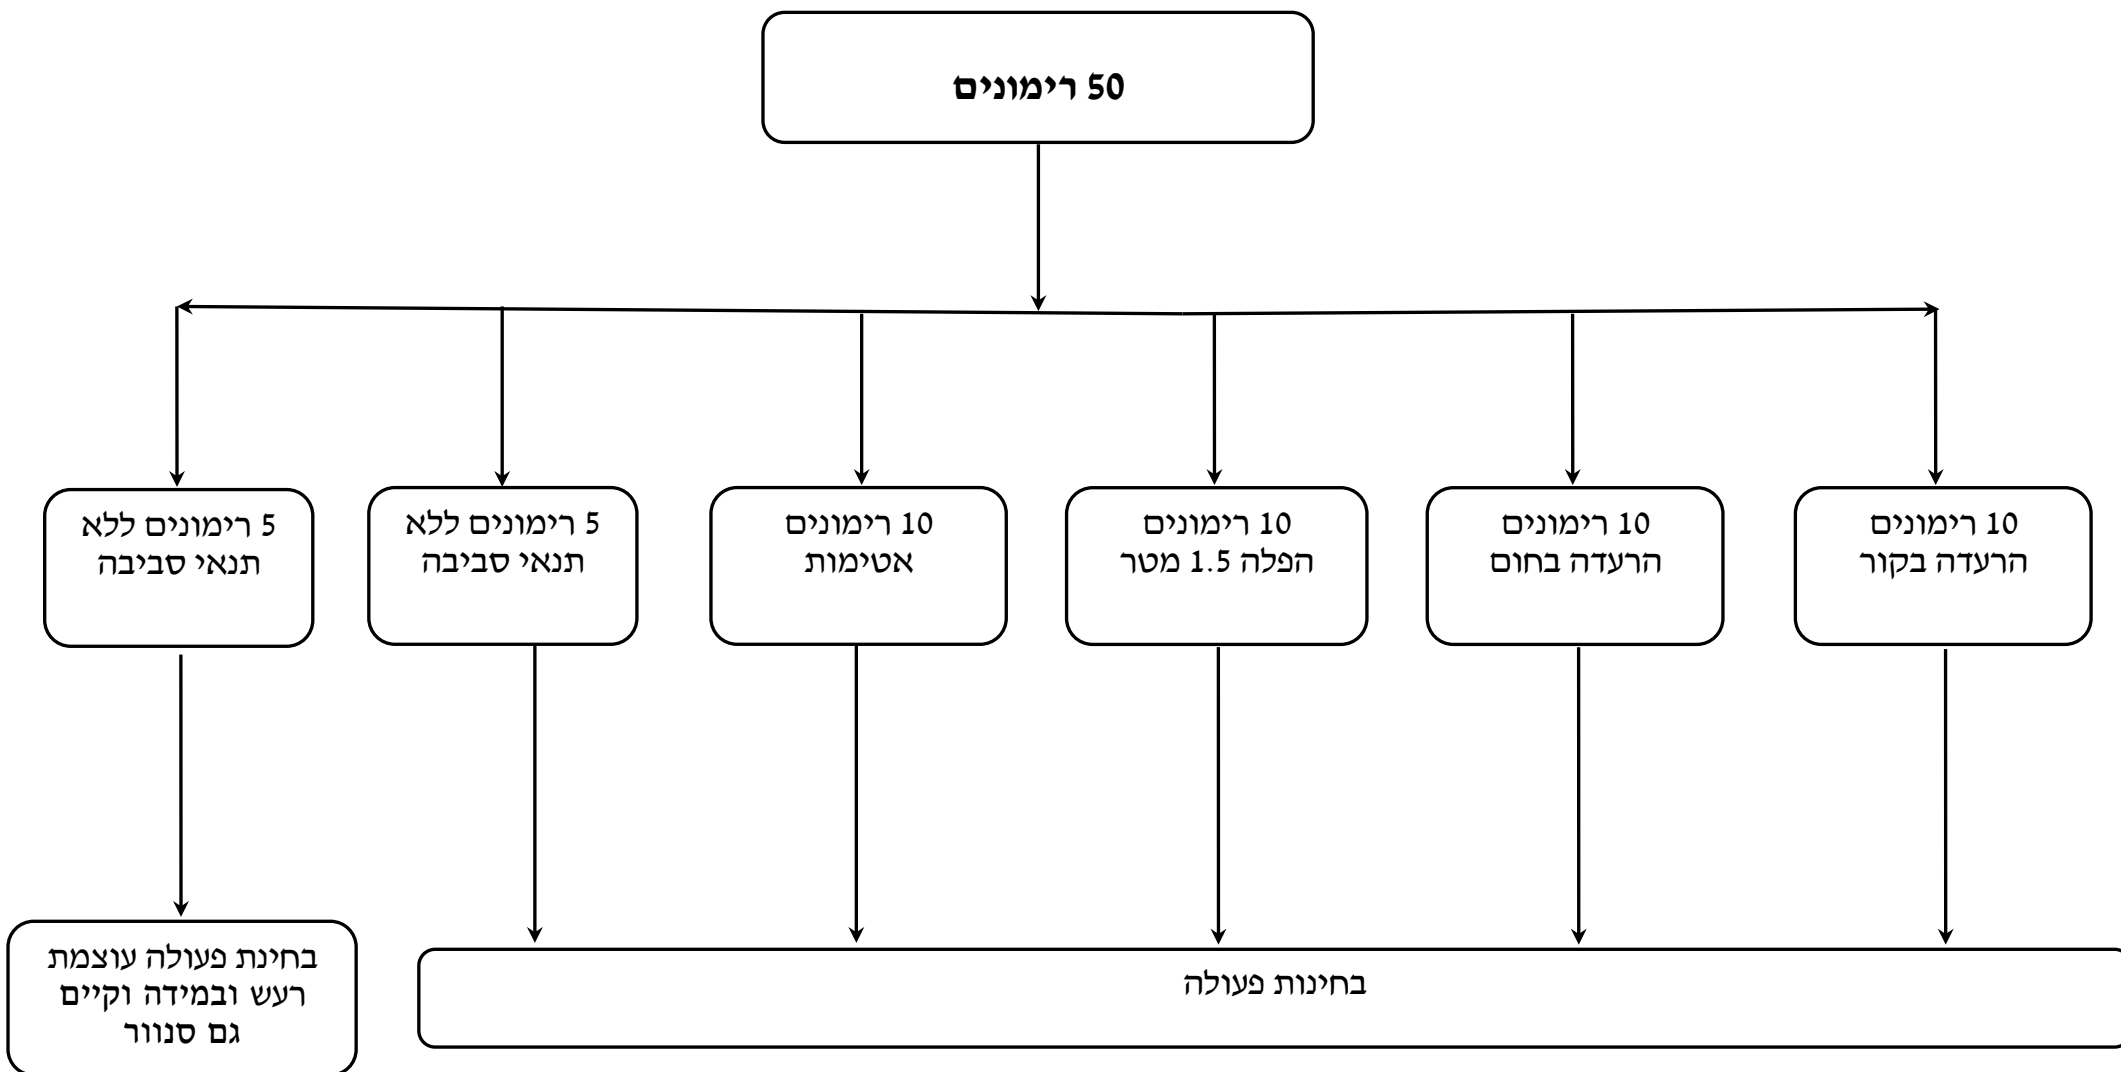 50 רימונים
10 רימונים
הרעדה בקור
10 רימונים
הרעדה בחום
10 רימונים
הפלה 1.5 מטר
10 רימונים
אטימות
5 רימונים ללא
תנאי סביבה
5 רימונים ללא
תנאי סביבה
בחינות פעולה
בחינת פעולה עוצמת
רעש ובמידה וקיים
גם סנוור